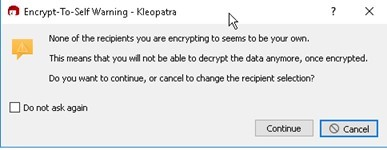 Encrypt-To-Self Warning - Kleopatra
None of the recipients you are encrypting to seems to be your own.
This means that you will not be able to decrypt the data anymore, once encrypted.
Do you want to continue, or cancel to change the recipient selection?
Do not ask again
Continue
Cancel